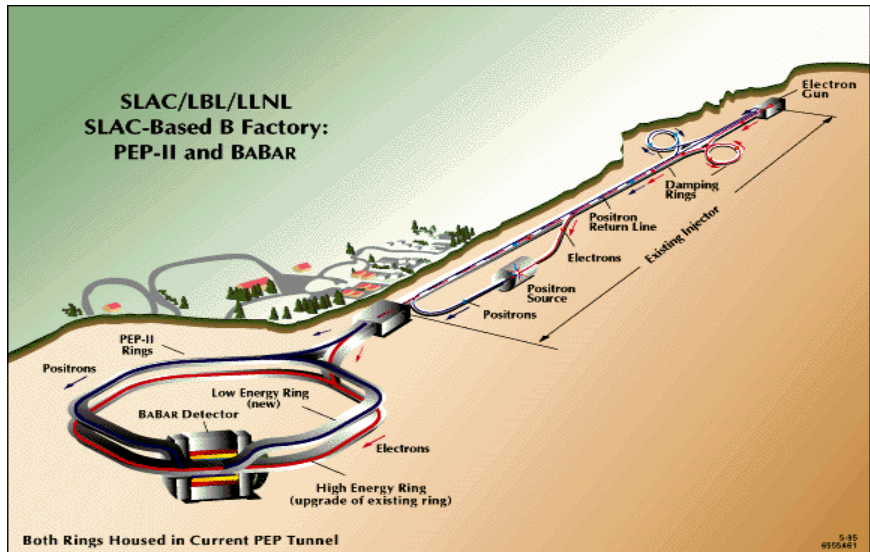 SLAC/LBL/LLNL
SLAC-Based B Factory:
PEP-II and BABAR
Electron
Gun
Damping
Rings
Positron
Return Line
Existing Injector
Electrons
Positron
Source
Positrons
PEP-II
Rings
Positrons
Low Energy Ring
(new)
BABAR Detector
Electrons
High Energy Ring
(upgrade of existing ring)
Both Rings Housed in Current PEP Tunnel
5-95
6955A61